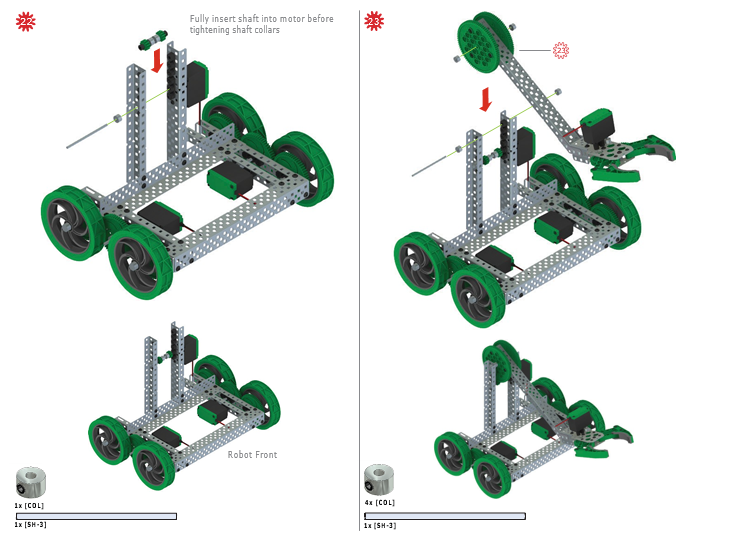 22
Fully insert shaft into motor before
tightening shaft collars
Robot Front
1x [COL]
1x [SH-3]
23
23
4x [COL]
1x [SH-3]